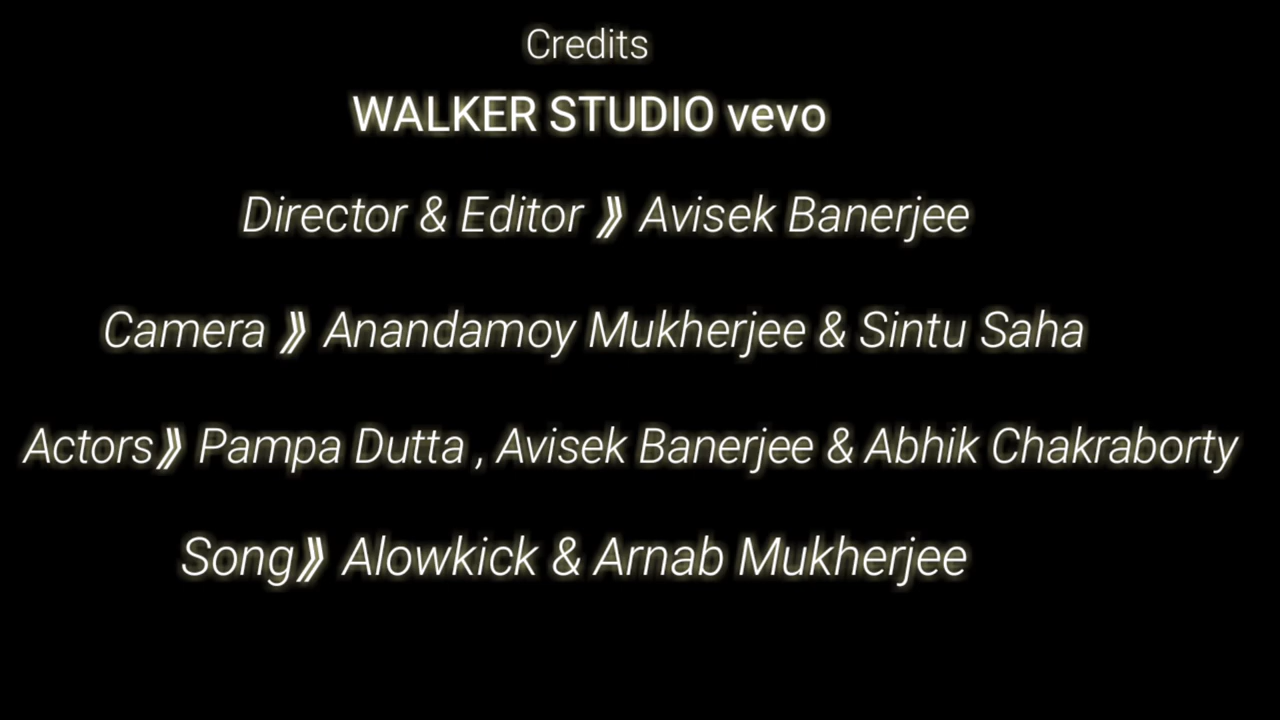 Credits
WALKER STUDIO vevo
Director & Editor 》 Avisek Banerjee
Camera 》 Anandamoy Mukherjee & Sintu Saha
Actors》 Pampa Dutta , Avisek Banerjee & Abhik Chakraborty
Song》 Alowkick & Arnab Mukherjee